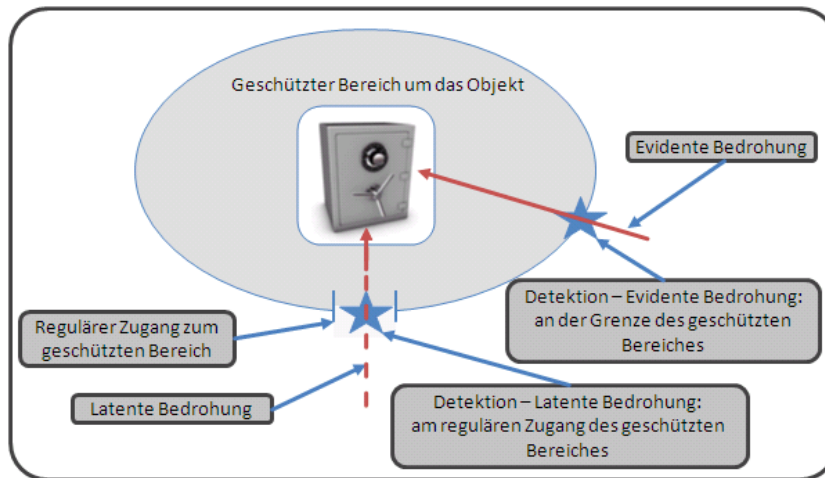 Geschützter Bereich um das Objekt
Evidente Bedrohung
Detektion – Evidente Bedrohung:
an der Grenze des geschützten
Bereiches
Regulärer Zugang zum
geschützten Bereich
Latente Bedrohung
Detektion – Latente Bedrohung:
am regulären Zugang des geschützten
Bereiches